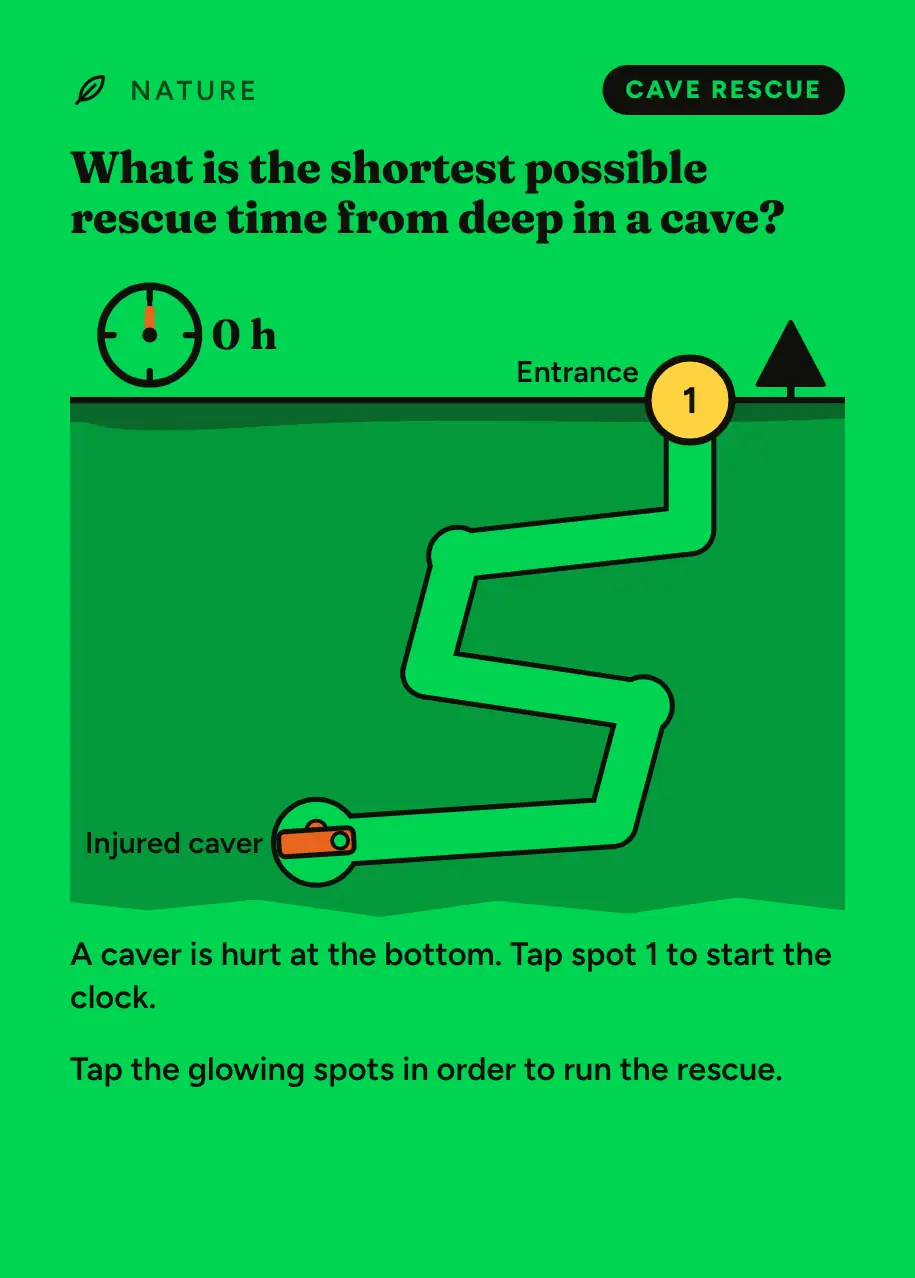 NATURE
CAVE RESCUE
What is the shortest possible
rescue time from deep in a cave?
0 h
Entrance
1
Injured caver
A caver is hurt at the bottom. Tap spot 1 to start the
clock.
Tap the glowing spots in order to run the rescue.